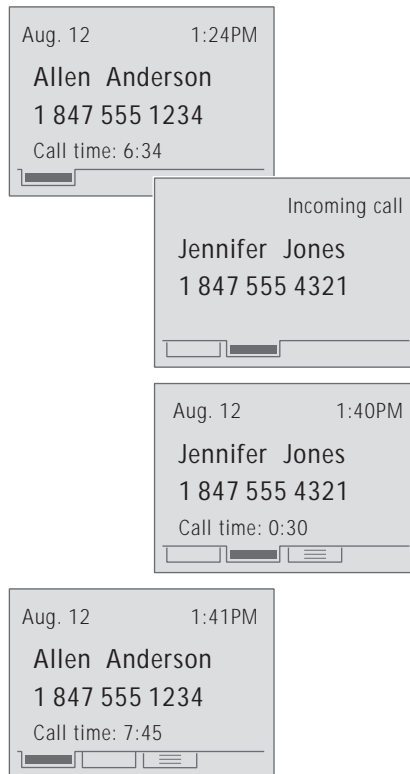 Aug. 12 1:24PM
Allen Anderson
1 847 555 1234
Call time: 6:34
Incoming call
Jennifer Jones
1 847 555 4321
Aug. 12 1:40PM
Jennifer Jones
1 847 555 4321
Call time: 0:30
Aug. 12 1:41PM
Allen Anderson
1 847 555 1234
Call time: 7:45